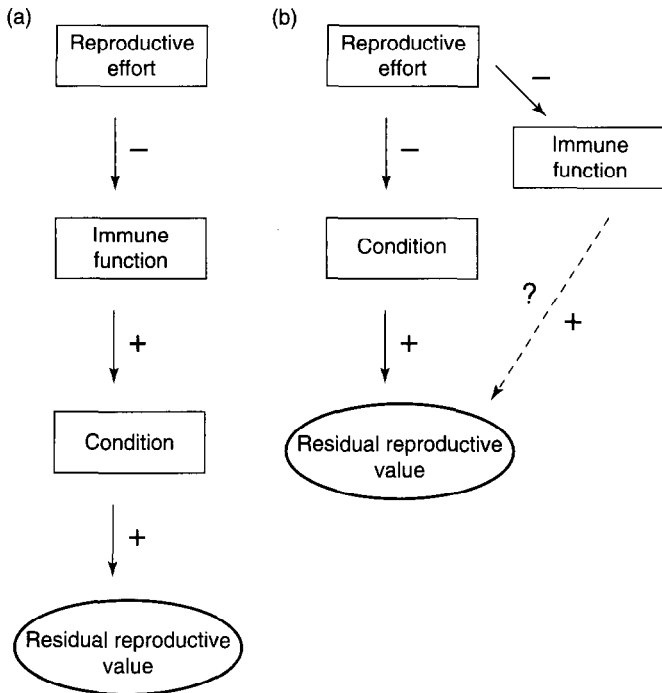 (a)
Reproductive
effort
−
Immune
function
+
Condition
+
Residual reproductive
value
(b)
Reproductive
effort
−
−
Immune
function
Condition
?
+
+
Residual reproductive
value